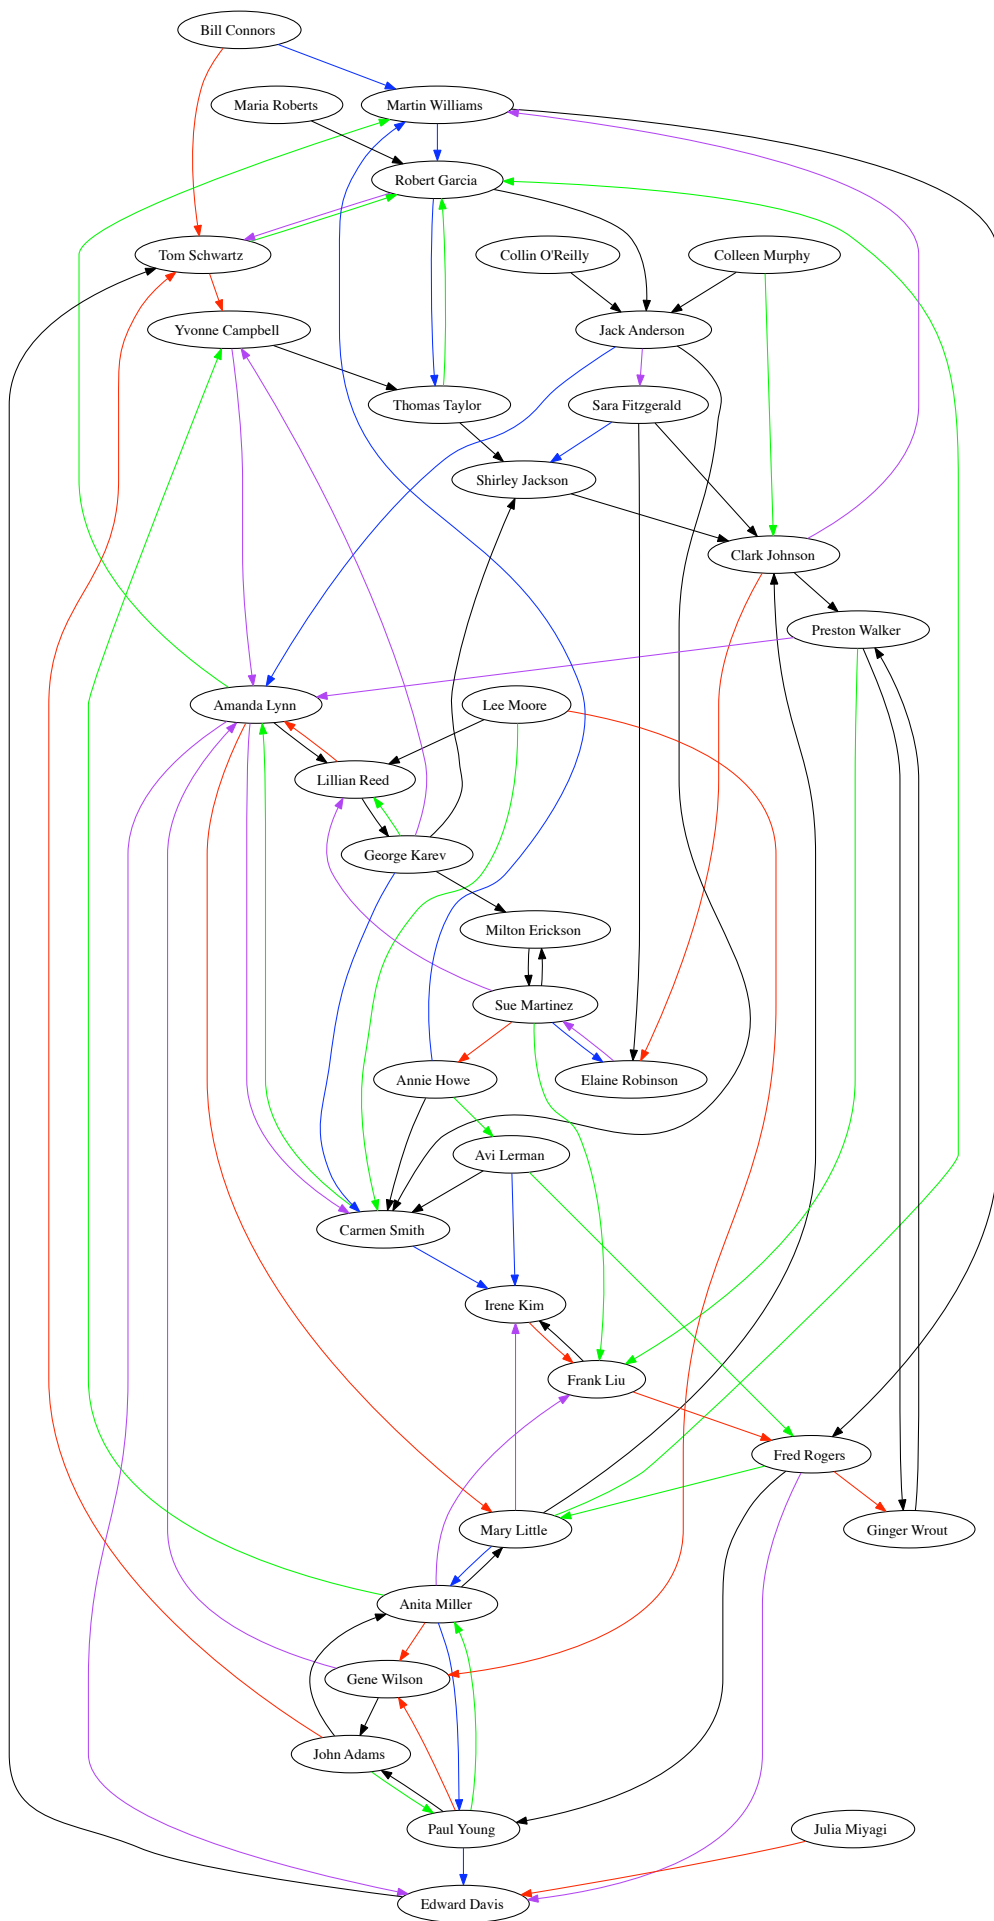 Bill Connors
Maria Roberts
Martin Williams
Robert Garcia
Tom Schwartz
Collin O'Reilly
Colleen Murphy
Yvonne Campbell
Jack Anderson
Thomas Taylor
Sara Fitzgerald
Shirley Jackson
Clark Johnson
Preston Walker
Amanda Lynn
Lee Moore
Lillian Reed
George Karev
Milton Erickson
Sue Martinez
Annie Howe
Elaine Robinson
Avi Lerman
Carmen Smith
Irene Kim
Frank Liu
Fred Rogers
Mary Little
Ginger Wrout
Anita Miller
Gene Wilson
John Adams
Paul Young
Julia Miyagi
Edward Davis